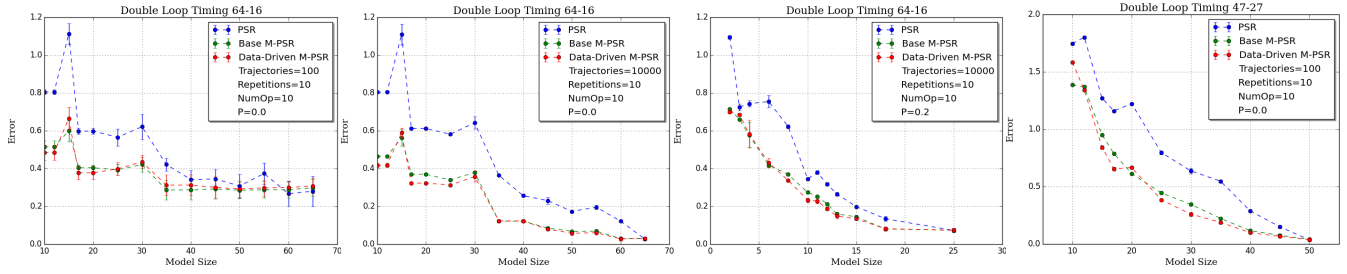 Double Loop Timing 64-16
Error
1.2
1.0
0.8
0.6
0.4
0.2
0.0
10 20 30 40 50 60 70
Model Size
PSR
Base M-PSR
Data-Driven M-PSR
Trajectories=100
Repetitions=10
NumOp=10
P=0.0
Double Loop Timing 64-16
Error
1.2
1.0
0.8
0.6
0.4
0.2
0.0
10 20 30 40 50 60 70
Model Size
PSR
Base M-PSR
Data-Driven M-PSR
Trajectories=10000
Repetitions=10
NumOp=10
P=0.0
Double Loop Timing 64-16
Error
1.2
1.0
0.8
0.6
0.4
0.2
0.0
0 5 10 15 20 25 30
Model Size
PSR
Base M-PSR
Data-Driven M-PSR
Trajectories=10000
Repetitions=10
NumOp=10
P=0.2
Double Loop Timing 47-27
Error
2.0
1.5
1.0
0.5
0.0
10 20 30 40 50
Model Size
PSR
Base M-PSR
Data-Driven M-PSR
Trajectories=100
Repetitions=10
NumOp=10
P=0.0